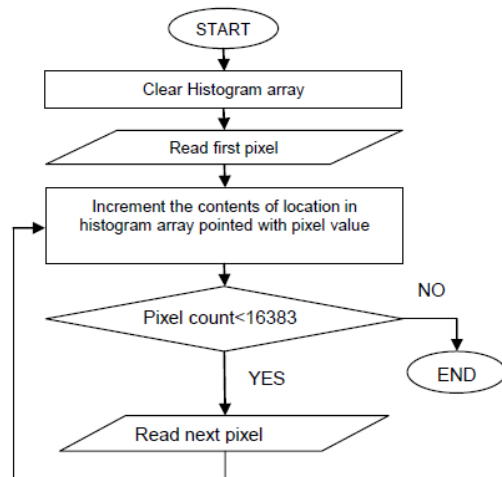 START
Clear Histogram array
Read first pixel
Increment the contents of location in
histogram array pointed with pixel value
Pixel count<16383
NO
YES
END
Read next pixel